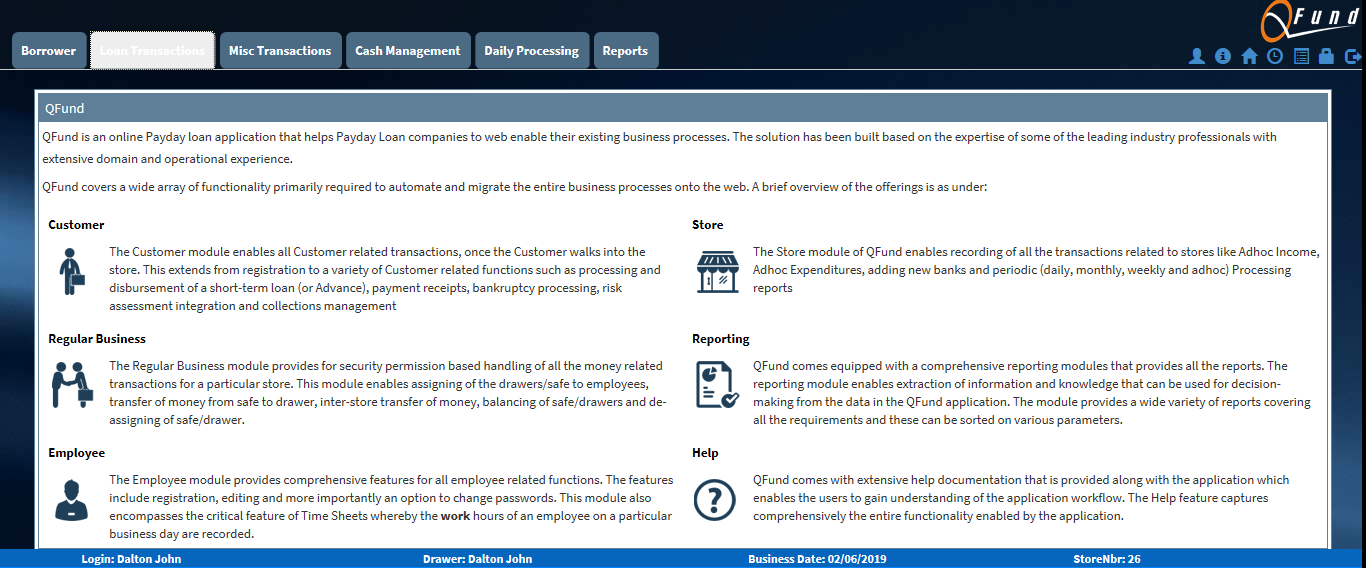 QFund
Borrower
Loan Transactions
Misc Transactions
Cash Management
Daily Processing
Reports
QFund
QFund is an online Payday loan application that helps Payday Loan companies to web enable their existing business processes. The solution has been built based on the expertise of some of the leading industry professionals with
extensive domain and operational experience.
QFund covers a wide array of functionality primarily required to automate and migrate the entire business processes onto the web. A brief overview of the offerings is as under:
Customer
The Customer module enables all Customer related transactions, once the Customer walks into the
store. This extends from registration to a variety of Customer related functions such as processing and
disbursement of a short-term loan (or Advance), payment receipts, bankruptcy processing, risk
assessment integration and collections management
Store
The Store module of QFund enables recording of all the transactions related to stores like Adhoc Income,
Adhoc Expenditures, adding new banks and periodic (daily, monthly, weekly and adhoc) Processing
reports
Regular Business
The Regular Business module provides for security permission based handling of all the money related
transactions for a particular store. This module enables assigning of the drawers/safe to employees,
transfer of money from safe to drawer, inter-store transfer of money, balancing of safe/drawers and de-
assigning of safe/drawer.
Reporting
QFund comes equipped with a comprehensive reporting modules that provides all the reports. The
reporting module enables extraction of information and knowledge that can be used for decision-
making from the data in the QFund application. The module provides a wide variety of reports covering
all the requirements and these can be sorted on various parameters.
Employee
The Employee module provides comprehensive features for all employee related functions. The features
include registration, editing and more importantly an option to change passwords. This module also
encompasses the critical feature of Time Sheets whereby the work hours of an employee on a particular
business day are recorded.
Help
QFund comes with extensive help documentation that is provided along with the application which
enables the users to gain understanding of the application workflow. The Help feature captures
comprehensively the entire functionality enabled by the application.
Login: Dalton John
Drawer: Dalton John
Business Date: 02/06/2019
StoreNbr: 26